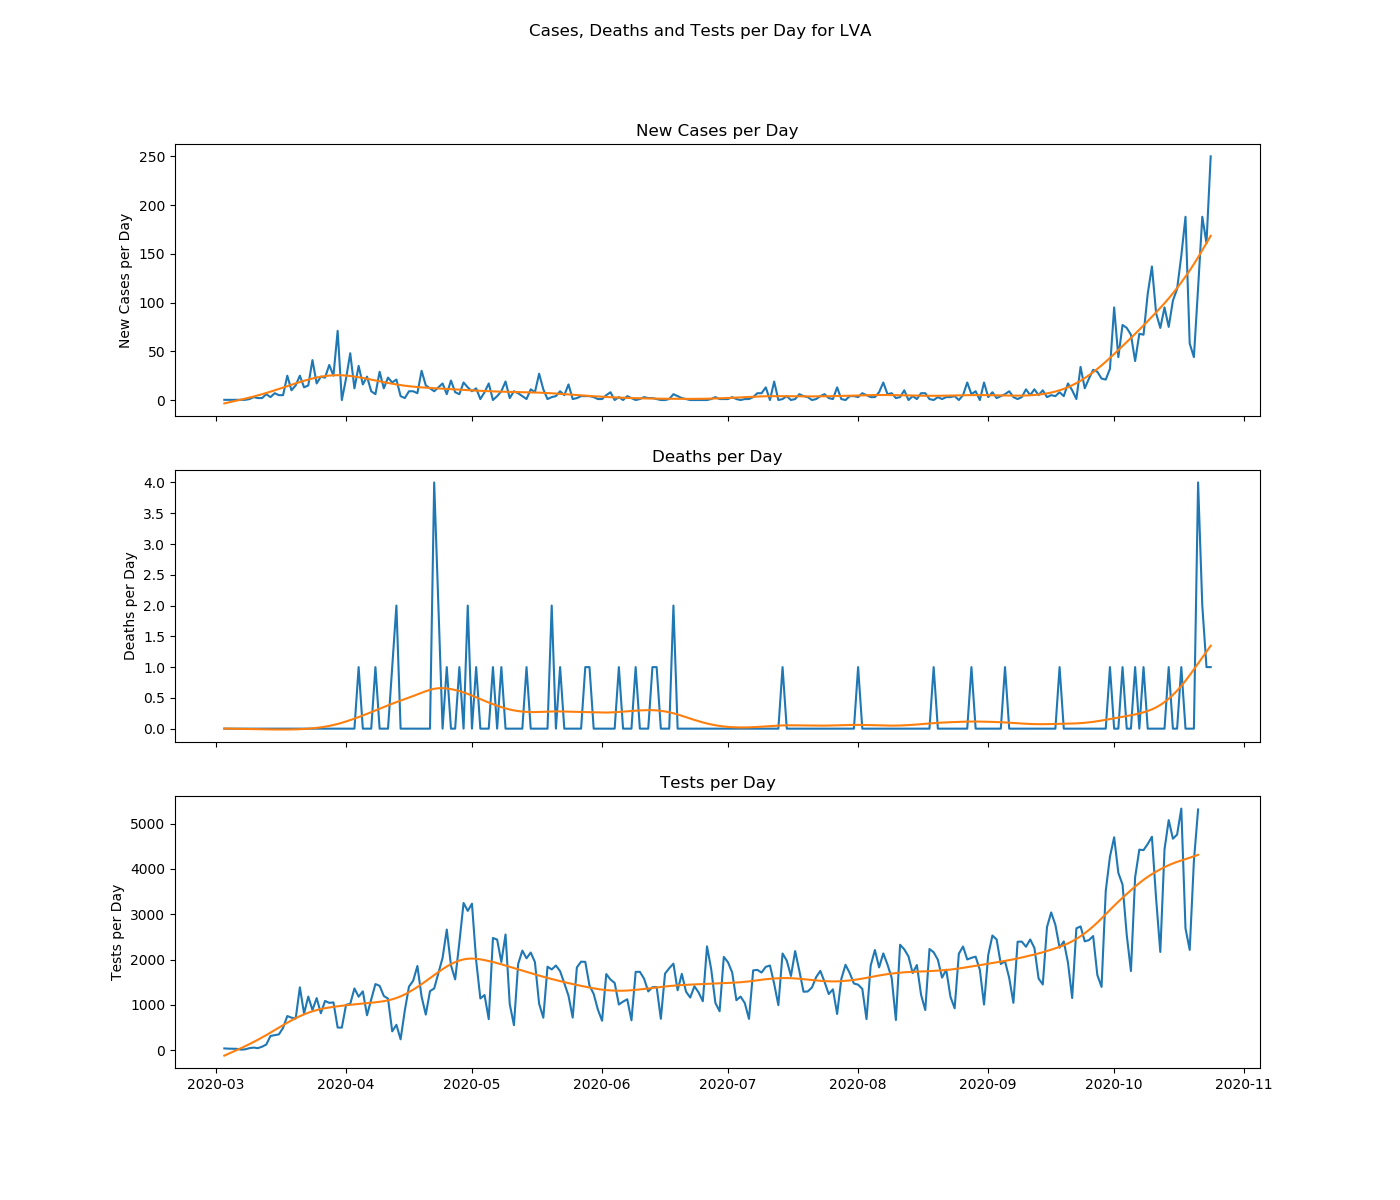 Cases, Deaths and Tests per Day for LVA
New Cases per Day
New Cases per Day
250
200
150
100
50
0
Deaths per Day
Deaths per Day
4.0
3.5
3.0
2.5
2.0
1.5
1.0
0.5
0.0
Tests per Day
Tests per Day
5000
4000
3000
2000
1000
0
2020-03 2020-04 2020-05 2020-06 2020-07 2020-08 2020-09 2020-10 2020-11